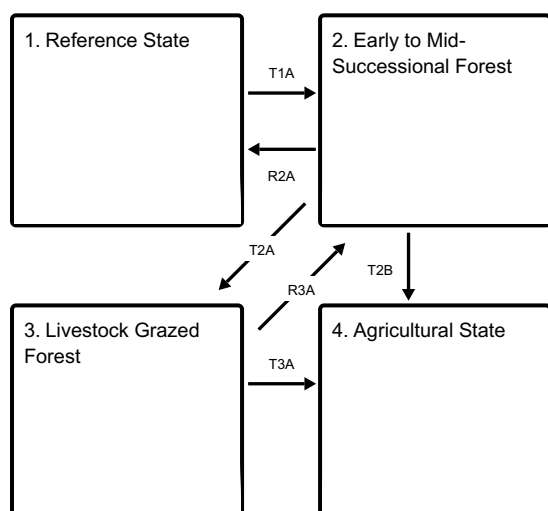 1. Reference State
2. Early to Mid-
Successional Forest
T1A
R2A
T2A
R3A
T2B
3. Livestock Grazed
Forest
4. Agricultural State
T3A